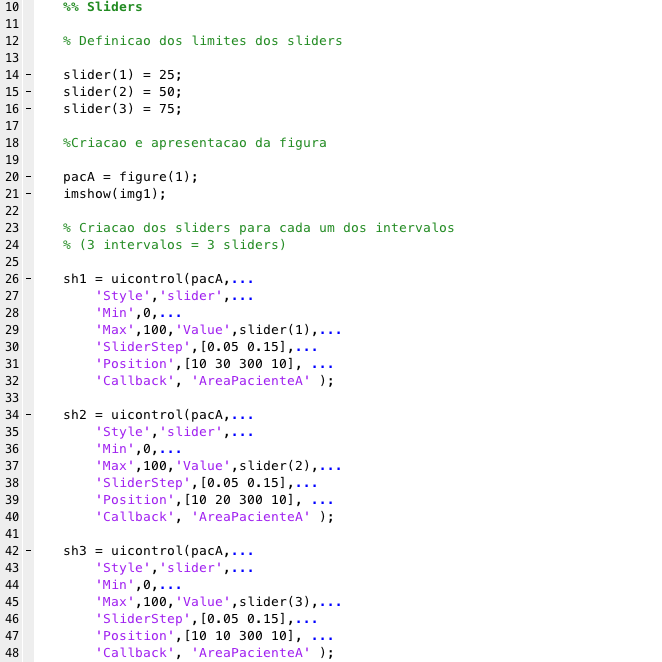 10 %% Sliders
11
12 % Definicao dos limites dos sliders
13
14 – slider(1) = 25;
15 – slider(2) = 50;
16 – slider(3) = 75;
17
18 %Criacao e apresentacao da figura
19
20 – pacA = figure(1);
21 – imshow(img1);
22
23 % Criacao dos sliders para cada um dos intervalos
24 % (3 intervalos = 3 sliders)
25
26 – sh1 = uicontrol(pacA,...
27 'Style','slider',...
28 'Min',0,...
29 'Max',100,'Value',slider(1),...
30 'SliderStep',[0.05 0.15],...
31 'Position',[10 30 300 10], ...
32 'Callback', 'AreaPacienteA' );
33
34 – sh2 = uicontrol(pacA,...
35 'Style','slider',...
36 'Min',0,...
37 'Max',100,'Value',slider(2),...
38 'SliderStep',[0.05 0.15],...
39 'Position',[10 20 300 10], ...
40 'Callback', 'AreaPacienteA' );
41
42 – sh3 = uicontrol(pacA,...
43 'Style','slider',...
44 'Min',0,...
45 'Max',100,'Value',slider(3),...
46 'SliderStep',[0.05 0.15],...
47 'Position',[10 10 300 10], ...
48 'Callback', 'AreaPacienteA' );